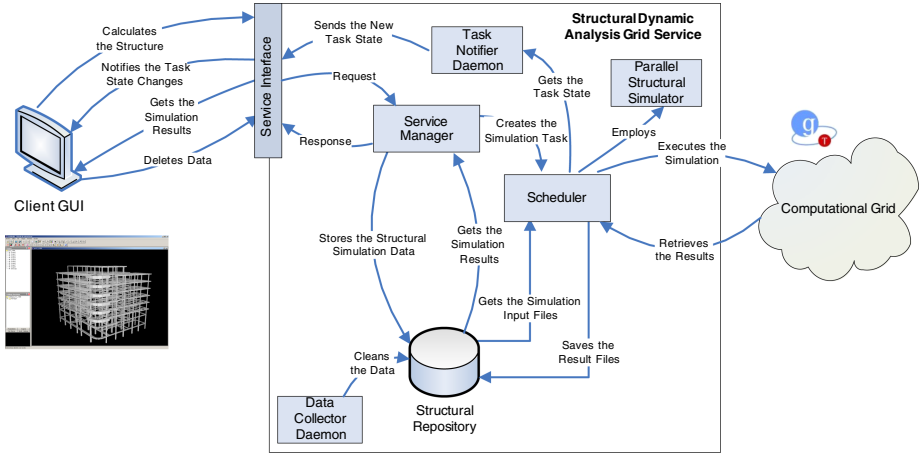 Structural Dynamic
Analysis Grid Service
Calculates
the Structure
Notifies the Task
State Changes
Gets the
Simulation
Results
Deletes Data
Client GUI
Service Interface
Sends the New
Task State
Task
Notifier
Daemon
Request
Response
Service
Manager
Creates the
Simulation Task
Gets the
Task State
Parallel
Structural
Simulator
Employs
Executes the
Simulation
Scheduler
g
T
Computational Grid
Retrieves
the Results
Stores the Structural
Simulation Data
Gets the
Simulation
Results
Gets the Simulation
Input Files
Saves the
Result Files
Cleans
the Data
Data
Collector
Daemon
Structural
Repository